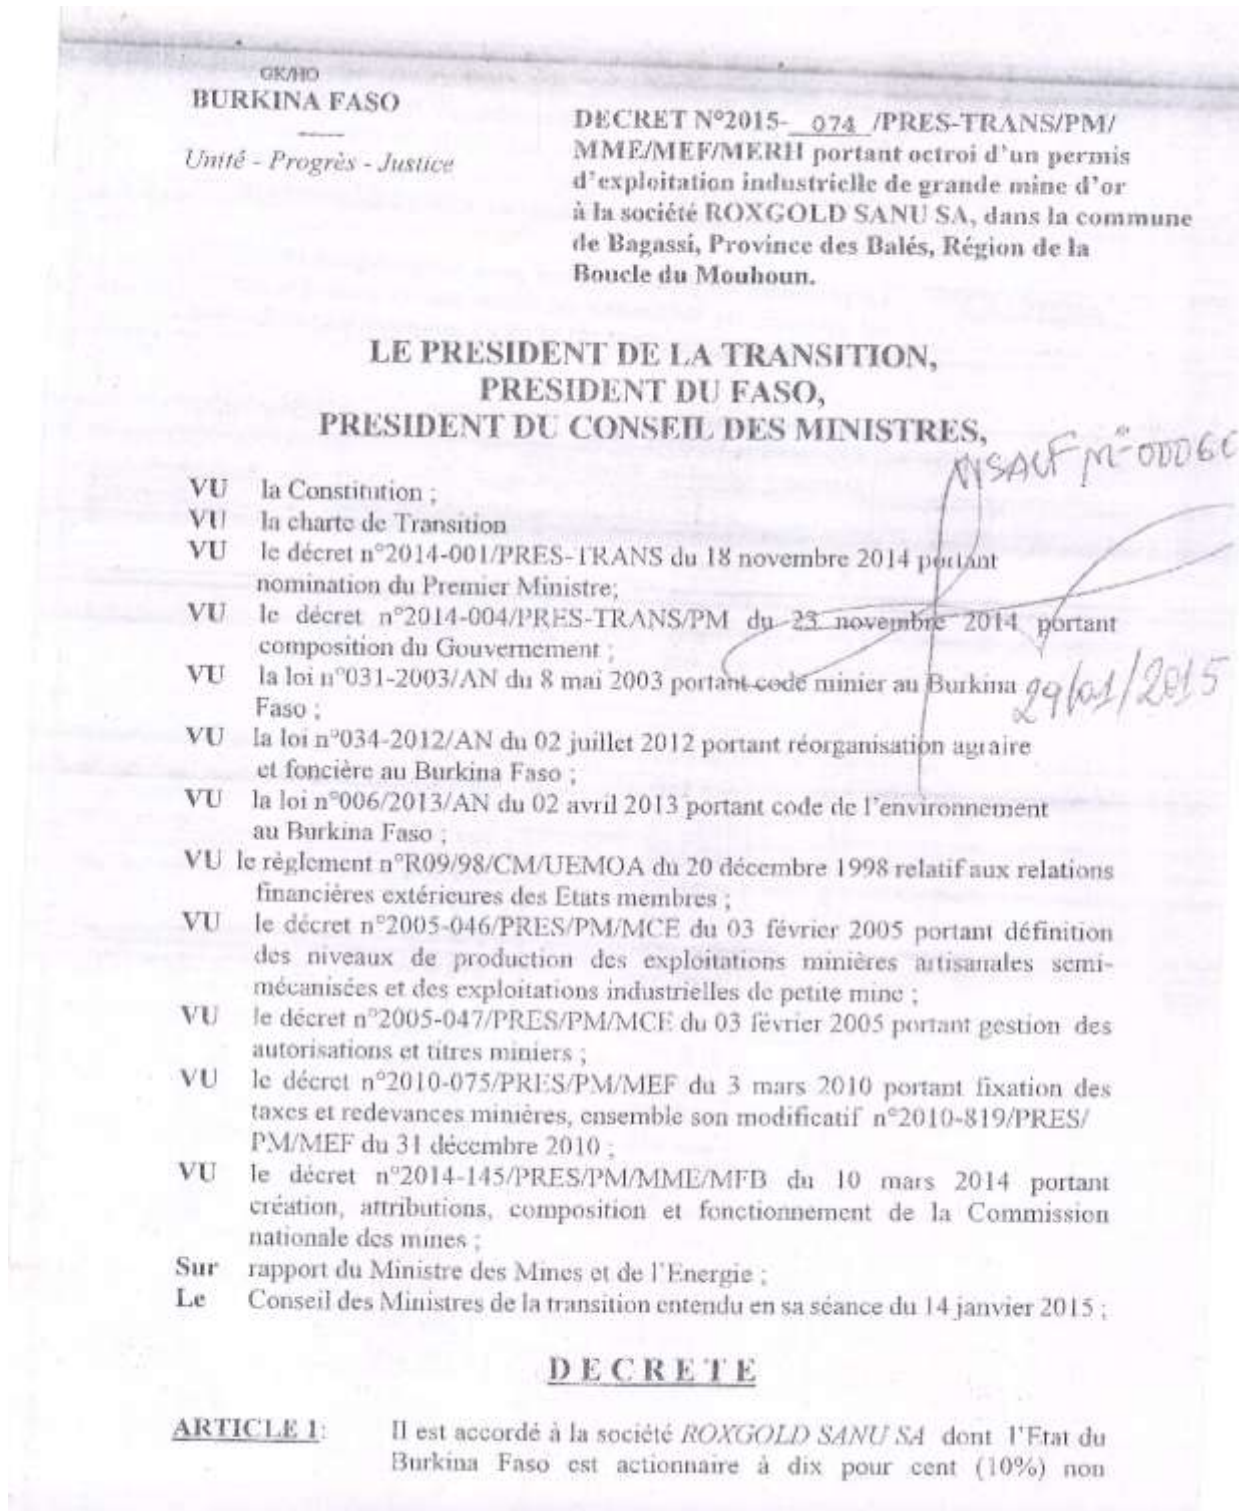 GK/HO
BURKINA FASO
Unité - Progrès - Justice
DECRET N°2015- 074 /PRES-TRANS/PM/
MME/MEF/MERH portant octroi d'un permis
d'exploitation industrielle de grande mine d'or
à la société ROXGOLD SANU SA, dans la commune
de Bagassi, Province des Balés, Région de la
Boucle du Mouhoun.
LE PRESIDENT DE LA TRANSITION,
PRESIDENT DU FASO,
PRESIDENT DU CONSEIL DES MINISTRES,
VISA CF N° 0006
VU la Constitution ;
VU la charte de Transition
VU le décret n°2014-001/PRES-TRANS du 18 novembre 2014 portant
nomination du Premier Ministre;
VU le décret n°2014-004/PRES-TRANS/PM du 23 novembre 2014 portant
composition du Gouvernement ;
VU la loi n°031-2003/AN du 8 mai 2003 portant code minier au Burkina
Faso ;
29/01/2015
VU la loi n°034-2012/AN du 02 juillet 2012 portant réorganisation agraire
et foncière au Burkina Faso ;
VU la loi n°006/2013/AN du 02 avril 2013 portant code de l'environnement
au Burkina Faso ;
VU le règlement n°R09/98/CM/UEMOA du 20 décembre 1998 relatif aux relations
financières extérieures des Etats membres ;
VU le décret n°2005-046/PRES/PM/MCE du 03 février 2005 portant définition
des niveaux de production des exploitations minières artisanales semi-
mécanisées et des exploitations industrielles de petite mine ;
VU le décret n°2005-047/PRES/PM/MCE du 03 février 2005 portant gestion des
autorisations et titres miniers ;
VU le décret n°2010-075/PRES/PM/MEF du 3 mars 2010 portant fixation des
taxes et redevances minières, ensemble son modificatif n°2010-819/PRES/
PM/MEF du 31 décembre 2010 ;
VU le décret n°2014-145/PRES/PM/MME/MFB du 10 mars 2014 portant
création, attributions, composition et fonctionnement de la Commission
nationale des mines ;
Sur rapport du Ministre des Mines et de l'Energie ;
Le Conseil des Ministres de la transition entendu en sa séance du 14 janvier 2015 ;
D E C R E T E
ARTICLE 1: Il est accordé à la société ROXGOLD SANU SA dont l'Etat du
Burkina Faso est actionnaire à dix pour cent (10%) non